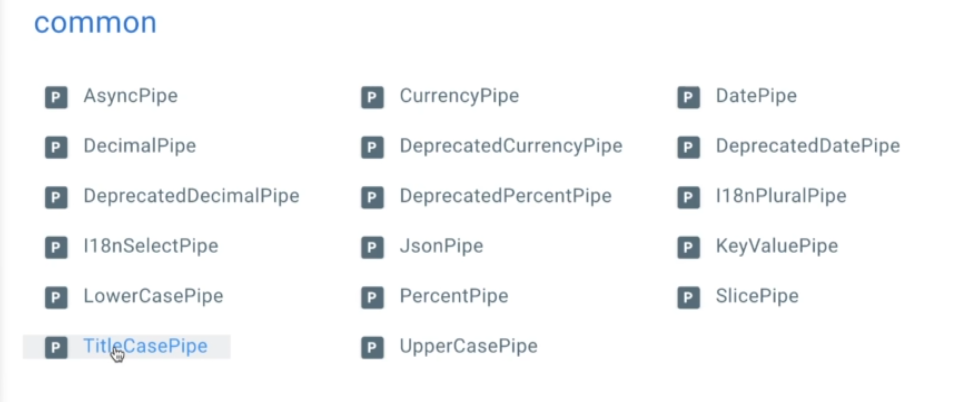 common
P AsyncPipe P CurrencyPipe P DatePipe
P DecimalPipe P DeprecatedCurrencyPipe P DeprecatedDatePipe
P DeprecatedDecimalPipe P DeprecatedPercentPipe P I18nPluralPipe
P I18nSelectPipe P JsonPipe P KeyValuePipe
P LowerCasePipe P PercentPipe P SlicePipe
P TitleCasePipe P UpperCasePipe